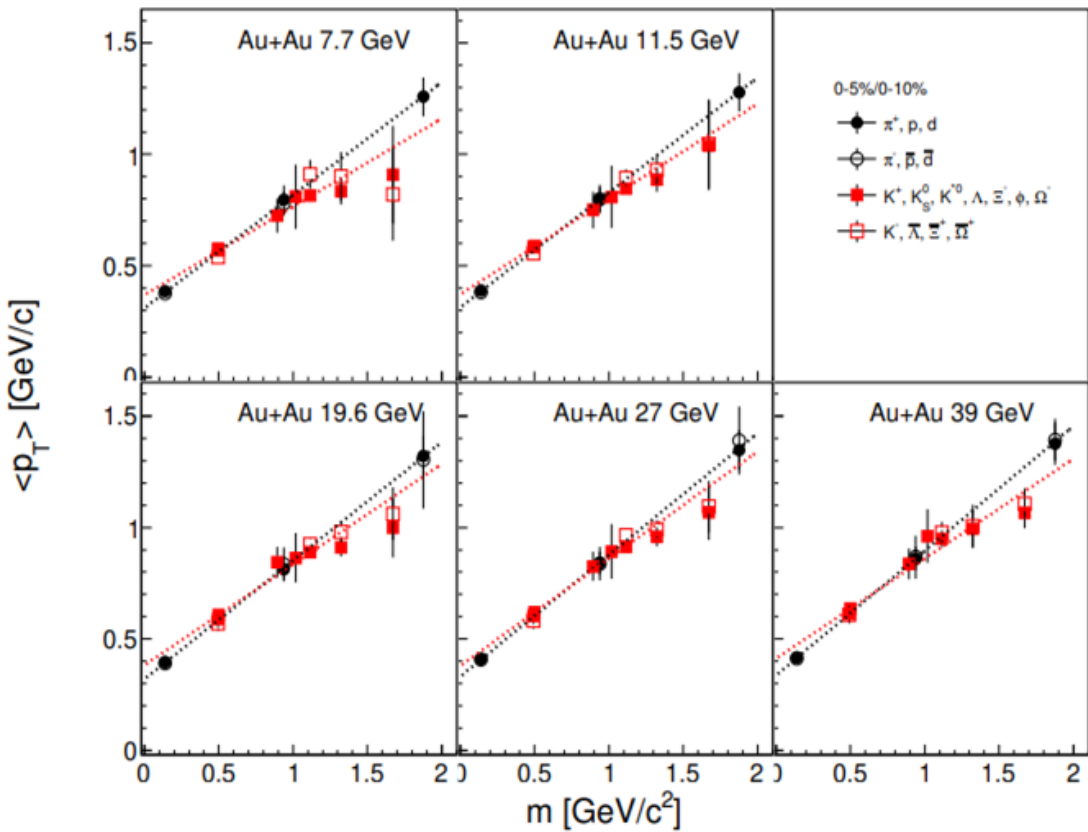 Au+Au 7.7 GeV
Au+Au 11.5 GeV
0-5%/0-10%
π⁺, p, d
π⁻, p̅, d̅
K⁺, K⁰_S, K*⁰, Λ, Ξ⁻, φ, Ω⁻
K⁻, Λ̅, Ξ̅⁺, Ω̅⁺
1.5
1
0.5
0
Au+Au 19.6 GeV
Au+Au 27 GeV
Au+Au 39 GeV
1.5
1
0.5
0
<p_T> [GeV/c]
0 0.5 1 1.5 2
0.5 1 1.5 2
0.5 1 1.5 2
m [GeV/c²]